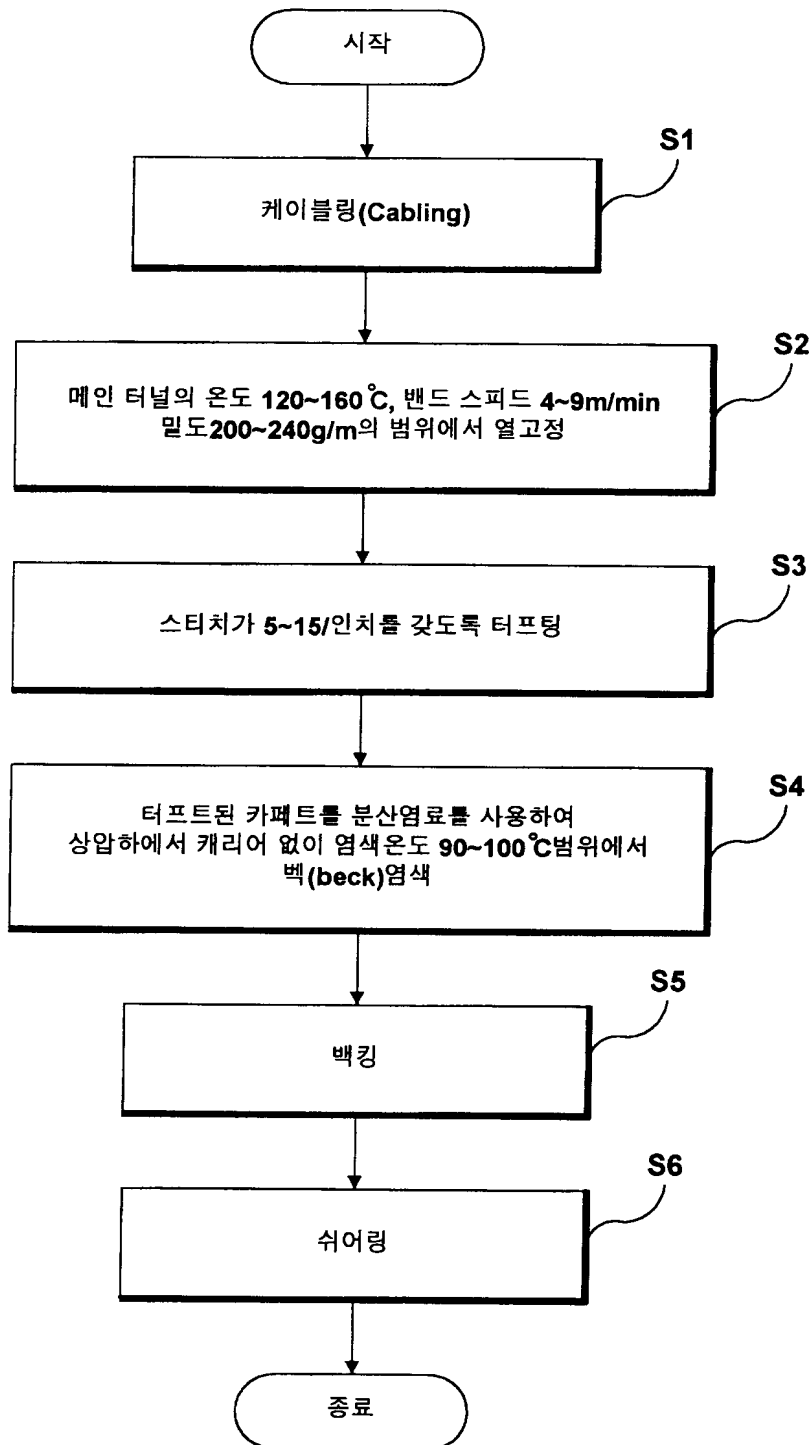 시작
S1
케이블링(Cabling)
S2
메인 터널의 온도 120~160℃, 밴드 스피드 4~9m/min
밀도200~240g/m의 범위에서 열고정
S3
스티치가 5~15/인치를 갖도록 터프팅
S4
터프트된 카페트를 분산염료를 사용하여
상압하에서 캐리어 없이 염색온도 90~100℃범위에서
벡(beck)염색
S5
백킹
S6
쉬어링
종료